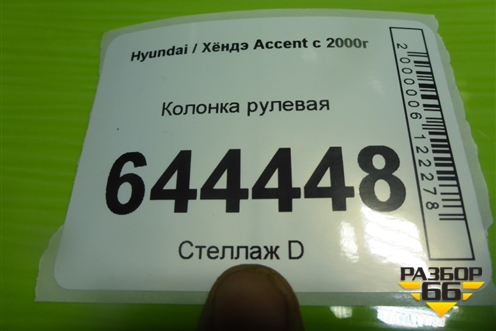 Hyundai / Хёндэ Accent с 2000г
Колонка рулевая
644448
Стеллаж D
2000006122278
РАЗБОР
66